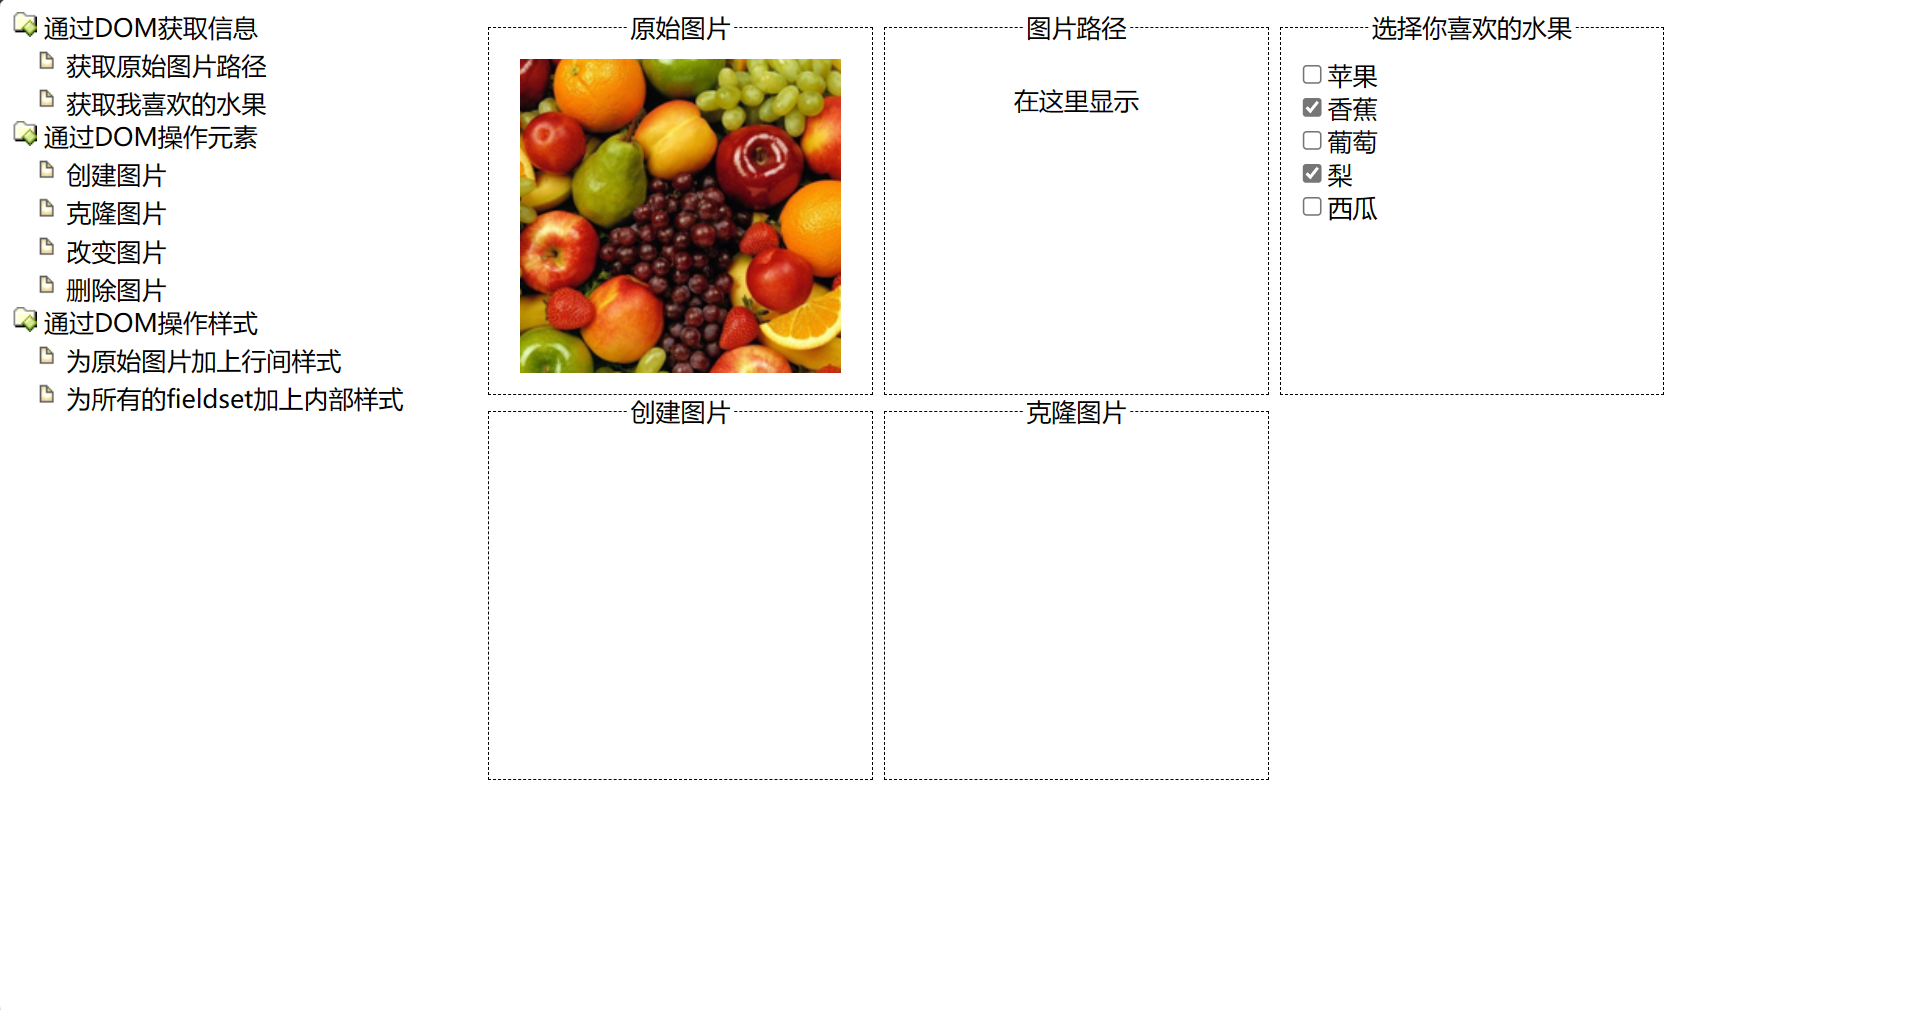 通过DOM获取信息
获取原始图片路径
获取我喜欢的水果
通过DOM操作元素
创建图片
克隆图片
改变图片
删除图片
通过DOM操作样式
为原始图片加上行间样式
为所有的fieldset加上内部样式
原始图片
图片路径
在这里显示
选择你喜欢的水果
苹果
香蕉
葡萄
梨
西瓜
创建图片
克隆图片